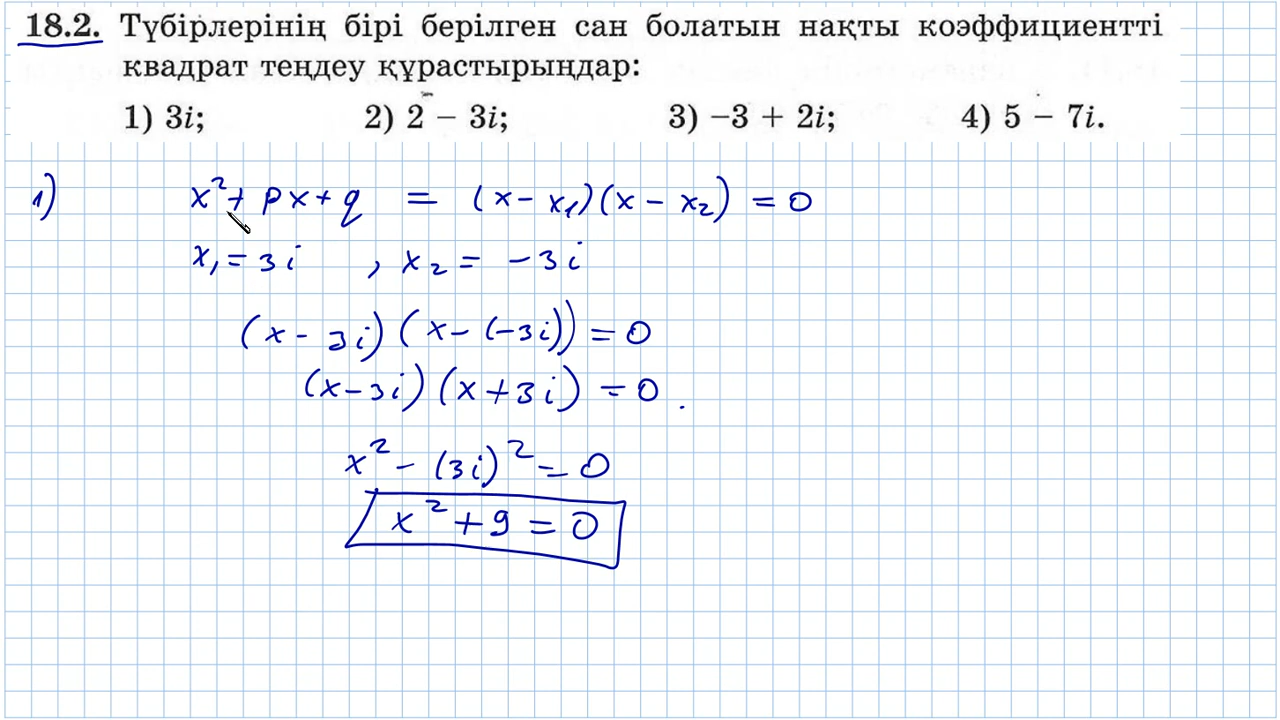 18.2. Түбірлерінің бірі берілген сан болатын нақты коэффициентті
квадрат теңдеу құрастырыңдар:
1) 3i; 2) 2 − 3i; 3) −3 + 2i; 4) 5 − 7i.
1) x² + px + q = (x − x₁)(x − x₂) = 0
x₁ = 3i , x₂ = −3i
(x − 3i)(x − (−3i)) = 0
(x − 3i)(x + 3i) = 0.
x² − (3i)² = 0
x² + 9 = 0